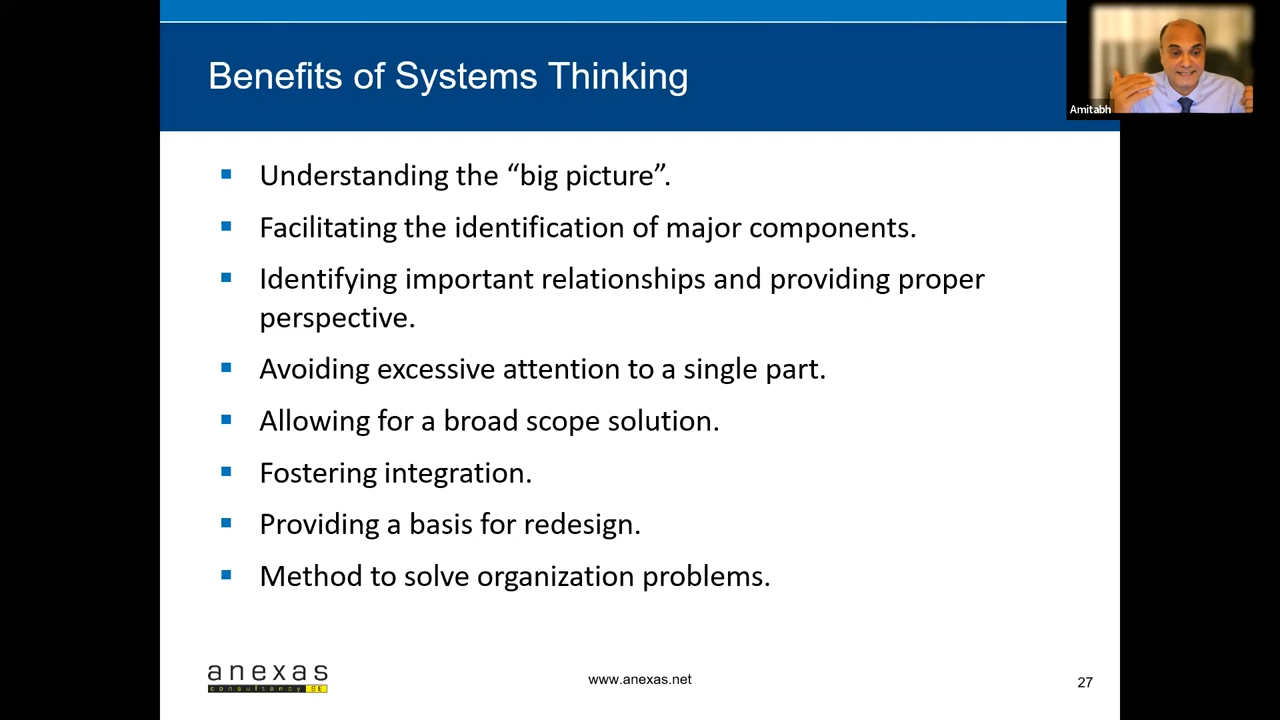 Benefits of Systems Thinking
Amitabh
Understanding the “big picture”.
Facilitating the identification of major components.
Identifying important relationships and providing proper
perspective.
Avoiding excessive attention to a single part.
Allowing for a broad scope solution.
Fostering integration.
Providing a basis for redesign.
Method to solve organization problems.
anexas
consultancy
www.anexas.net
27